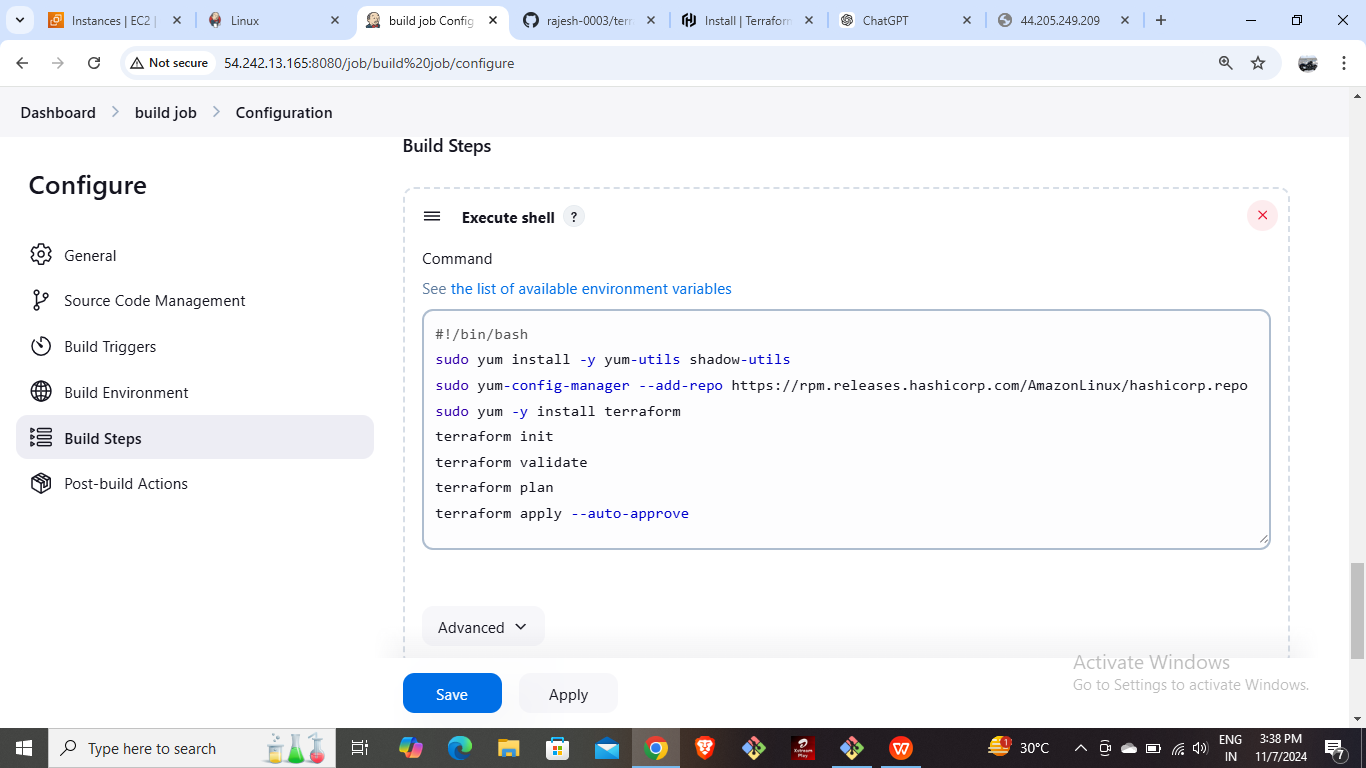 Instances | EC2 |
Linux
build job Config
rajesh-0003/terr
Install | Terraform
ChatGPT
44.205.249.209
Not secure
54.242.13.165:8080/job/build%20job/configure
Dashboard
build job
Configuration
Build Steps
Configure
General
Source Code Management
Build Triggers
Build Environment
Build Steps
Post-build Actions
Execute shell ?
Command
See the list of available environment variables
#!/bin/bash
sudo yum install -y yum-utils shadow-utils
sudo yum-config-manager --add-repo https://rpm.releases.hashicorp.com/AmazonLinux/hashicorp.repo
sudo yum -y install terraform
terraform init
terraform validate
terraform plan
terraform apply --auto-approve
Advanced
Save
Apply
Activate Windows
Go to Settings to activate Windows.
Type here to search
1
30°C
ENG
IN
3:38 PM
11/7/2024
7